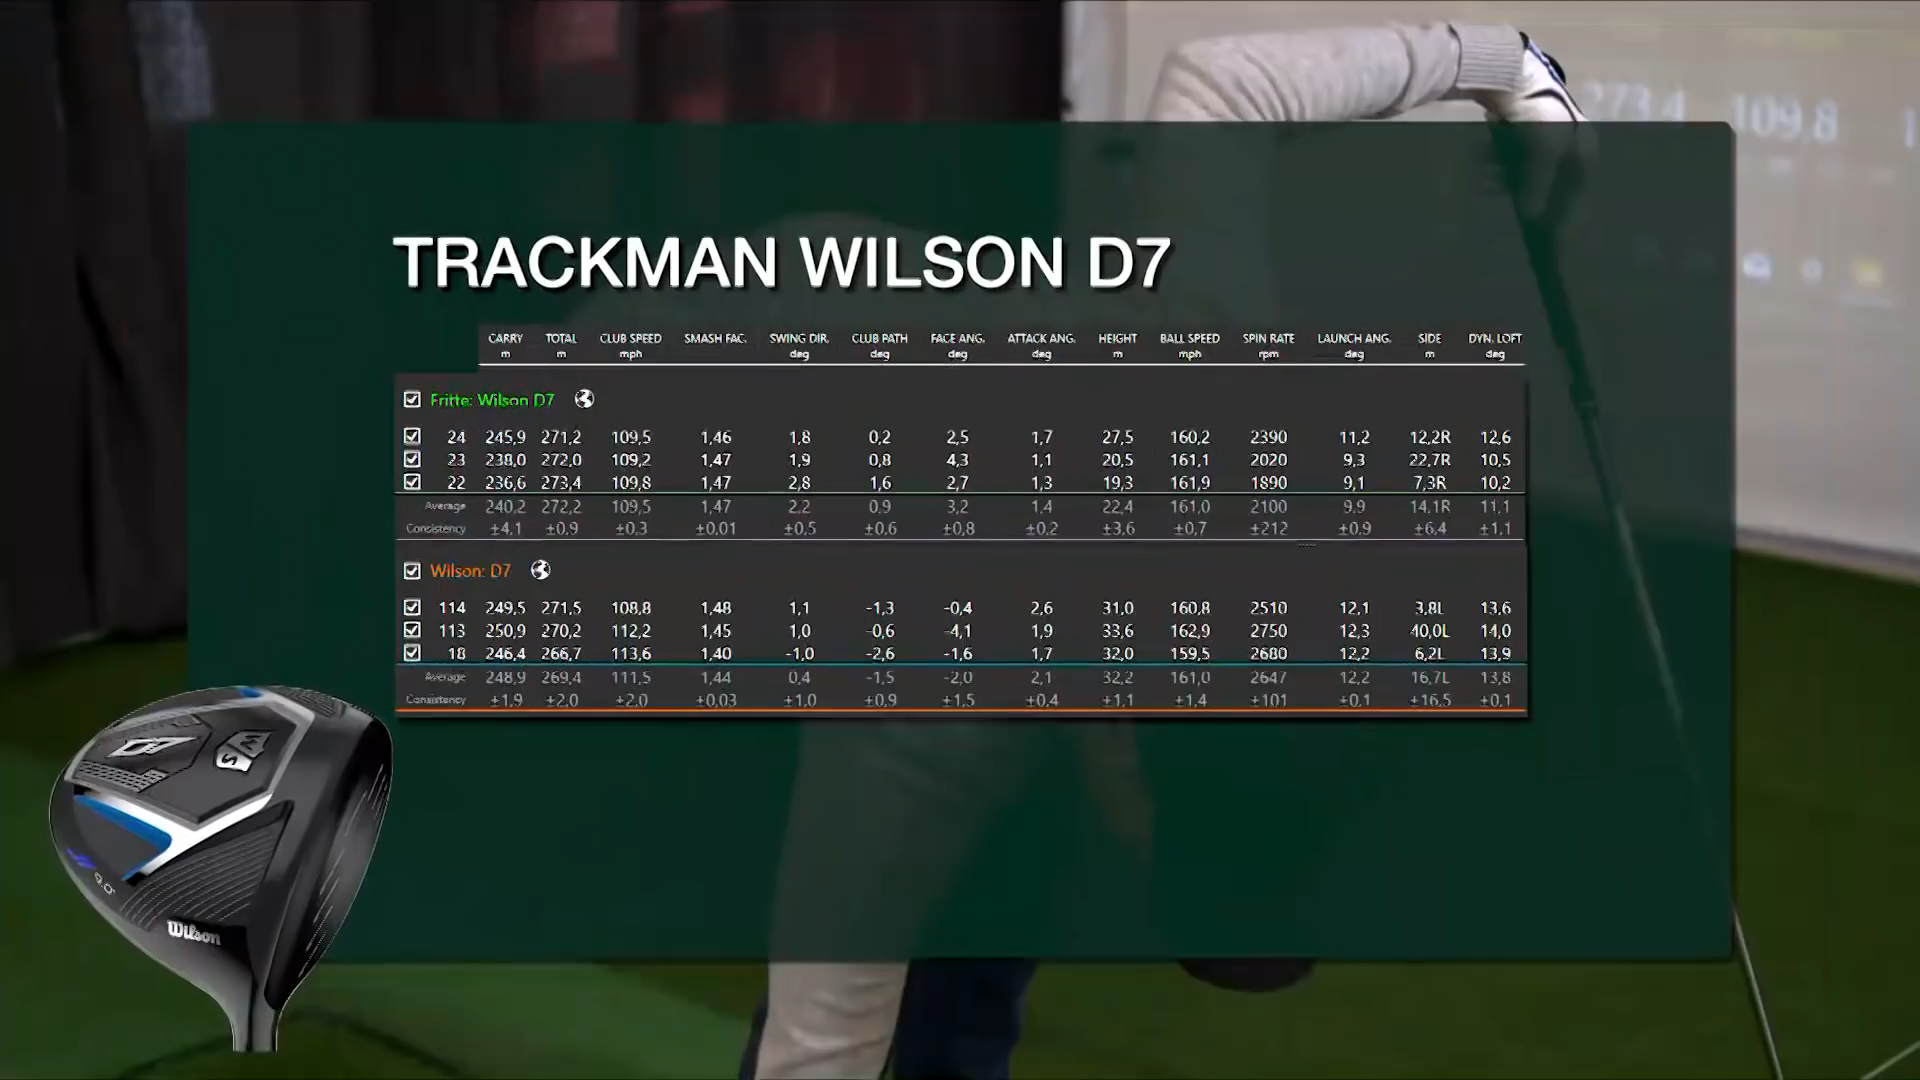 273.4 109.8
TRACKMAN WILSON D7
CARRY TOTAL CLUB SPEED SMASH FAC. SWING DIR. CLUB PATH FACE ANG. ATTACK ANG. HEIGHT BALL SPEED SPIN RATE LAUNCH ANG. SIDE DYN. LOFT
m m mph deg deg deg deg m mph rpm deg m deg
Fritte: Wilson D7
24 245,9 271,2 109,5 1,46 1,8 0,2 2,5 1,7 27,5 160,2 2390 11,2 12,2R 12,6
23 238,0 272,0 109,2 1,47 1,9 0,8 4,3 1,1 20,5 161,1 2020 9,3 22,7R 10,5
22 236,6 273,4 109,8 1,47 2,8 1,6 2,7 1,3 19,3 161,9 1890 9,1 7,3R 10,2
Average 240,2 272,2 109,5 1,47 2,2 0,9 3,2 1,4 22,4 161,0 2100 9,9 14,1R 11,1
Consistency ±4,1 ±0,9 ±0,3 ±0,01 ±0,5 ±0,6 ±0,8 ±0,2 ±3,6 ±0,7 ±212 ±0,9 ±6,4 ±1,1
Wilson: D7
114 249,5 271,5 108,8 1,48 1,1 -1,3 -0,4 2,6 31,0 160,8 2510 12,1 3,8L 13,6
113 250,9 270,2 112,2 1,45 1,0 -0,6 -4,1 1,9 33,6 162,9 2750 12,3 40,0L 14,0
18 246,4 266,7 113,6 1,40 -1,0 -2,6 -1,6 1,7 32,0 159,5 2680 12,2 6,2L 13,9
Average 248,9 269,4 111,5 1,44 0,4 -1,5 -2,0 2,1 32,2 161,0 2647 12,2 16,7L 13,8
Consistency ±1,9 ±2,0 ±2,0 ±0,03 ±1,0 ±0,9 ±1,5 ±0,4 ±1,1 ±1,4 ±101 ±0,1 ±16,5 ±0,1
D7
W/S
9.0°
Wilson